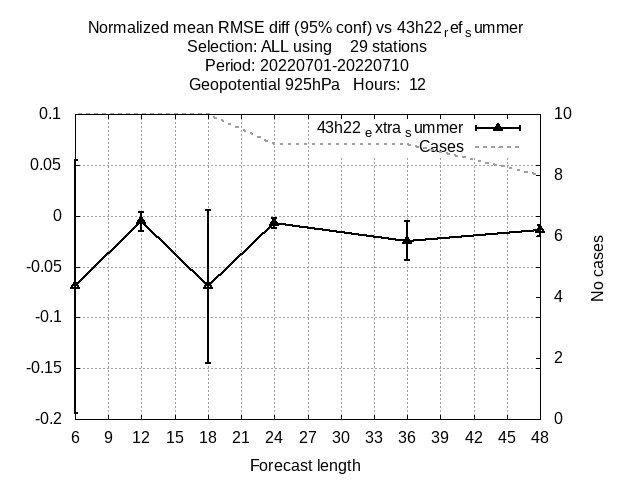 Normalized mean RMSE diff (95% conf) vs 43h22refsummer
Selection: ALL using 29 stations
Period: 20220701-20220710
Geopotential 925hPa Hours: 12
43h22extrasummer
Cases
0.1
0.05
0
-0.05
-0.1
-0.15
-0.2
10
8
6
4
2
0
No cases
6 9 12 15 18 21 24 27 30 33 36 39 42 45 48
Forecast length